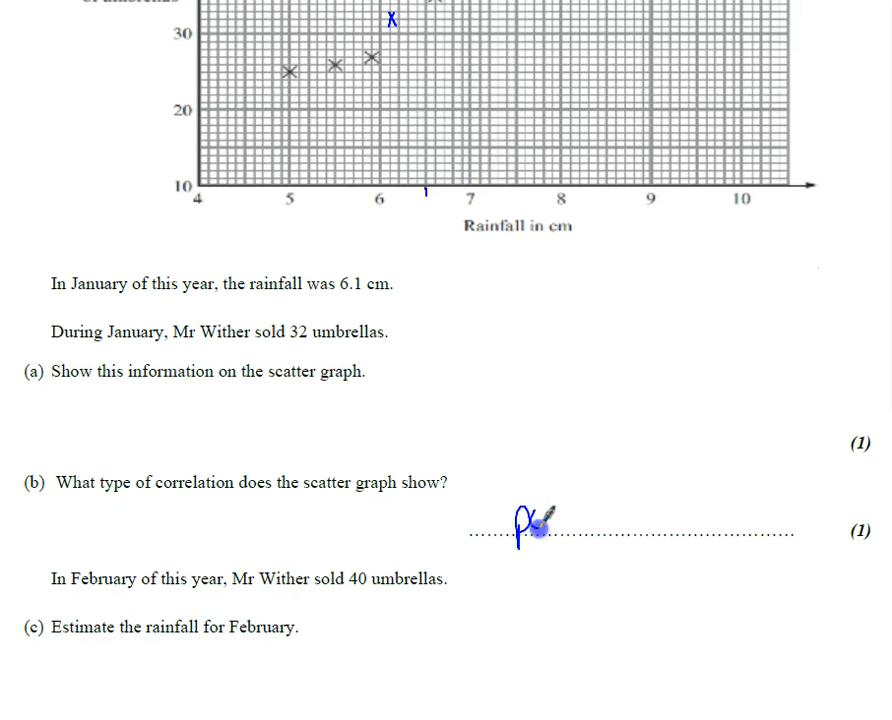 of umbrellas
30
20
10
4 5 6 7 8 9 10
Rainfall in cm
In January of this year, the rainfall was 6.1 cm.
During January, Mr Wither sold 32 umbrellas.
(a) Show this information on the scatter graph.
(1)
(b) What type of correlation does the scatter graph show?
(1)
In February of this year, Mr Wither sold 40 umbrellas.
(c) Estimate the rainfall for February.